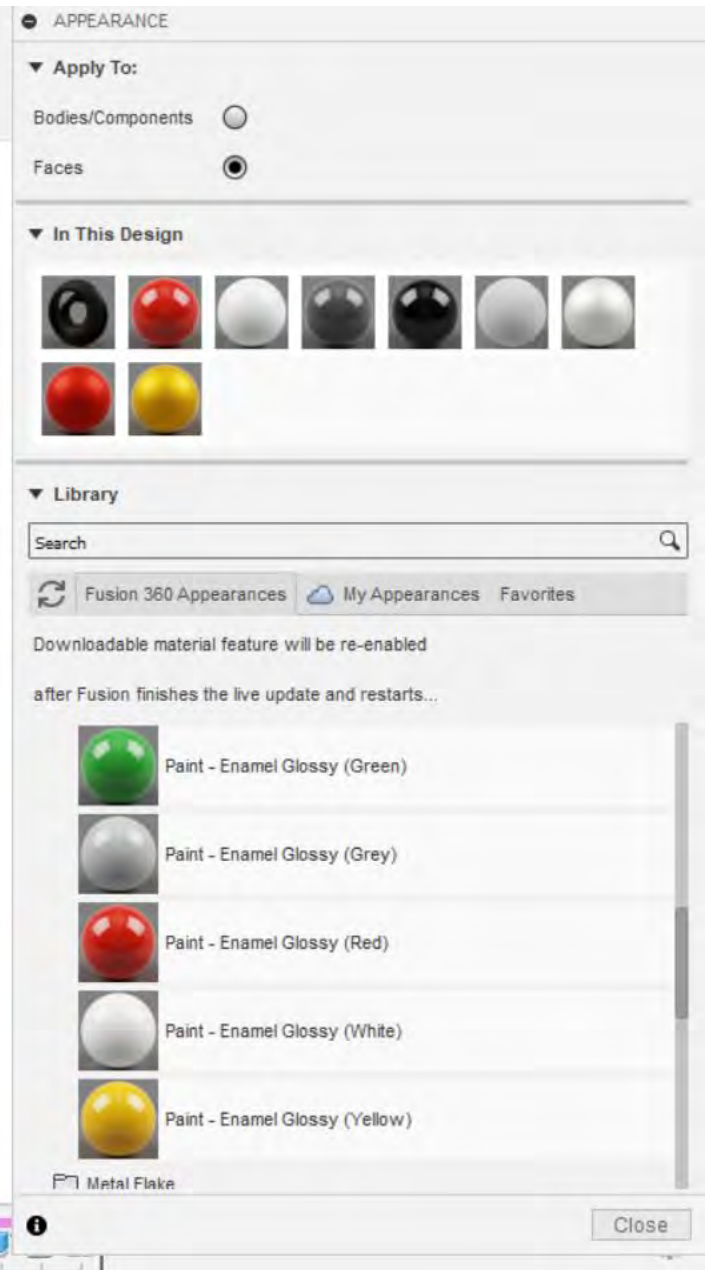 APPEARANCE
Apply To:
Bodies/Components
Faces
In This Design
Library
Search
Fusion 360 Appearances My Appearances Favorites
Downloadable material feature will be re-enabled
after Fusion finishes the live update and restarts...
Paint - Enamel Glossy (Green)
Paint - Enamel Glossy (Grey)
Paint - Enamel Glossy (Red)
Paint - Enamel Glossy (White)
Paint - Enamel Glossy (Yellow)
Metal Flake
Close